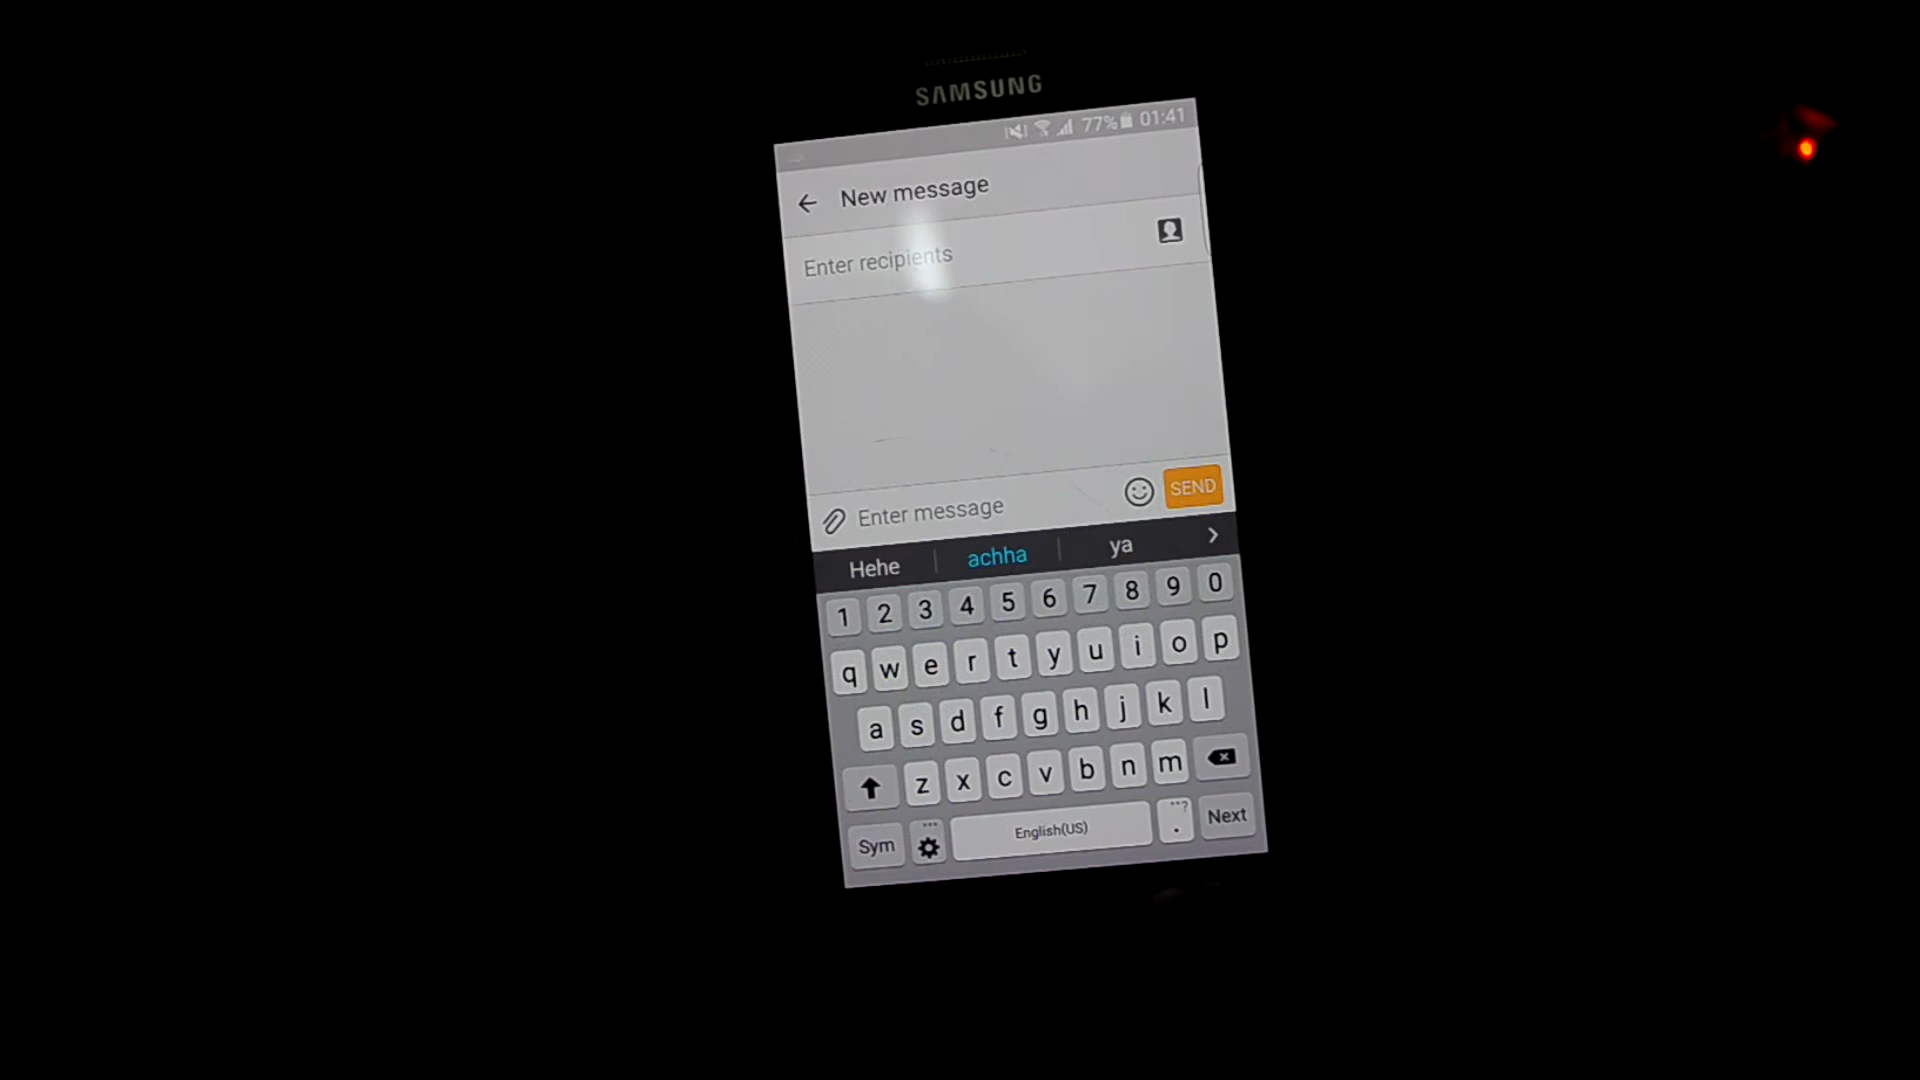 SAMSUNG
77% 01:41
New message
Enter recipients
Enter message SEND
Hehe achha ya
1 2 3 4 5 6 7 8 9 0
q w e r t y u i o p
a s d f g h j k l
z x c v b n m
Sym English(US) . Next